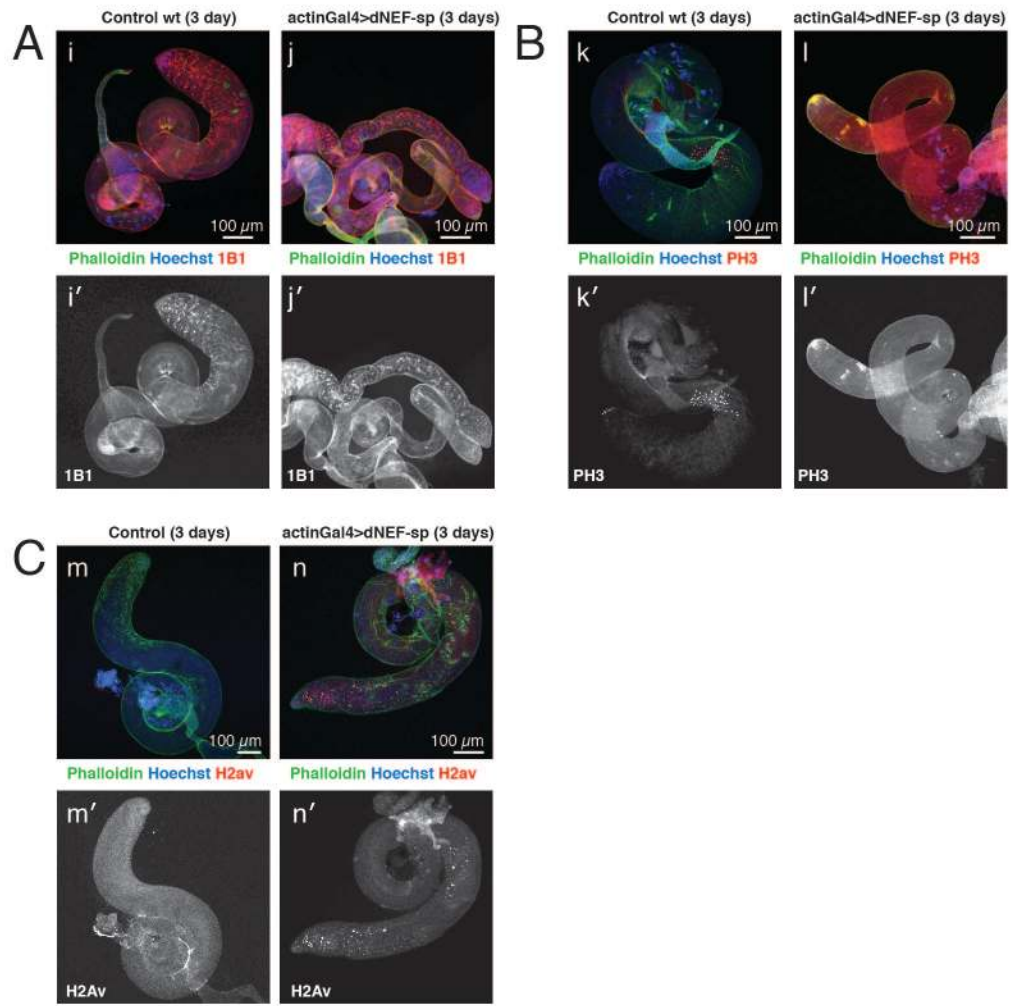 A
Control wt (3 day)
actinGal4>dNEF-sp (3 days)
i
j
100 µm
100 µm
Phalloidin Hoechst 1B1
Phalloidin Hoechst 1B1
i′
j′
1B1
1B1
B
Control wt (3 days)
actinGal4>dNEF-sp (3 days)
k
l
100 µm
100 µm
Phalloidin Hoechst PH3
Phalloidin Hoechst PH3
k′
l′
PH3
PH3
C
Control (3 days)
actinGal4>dNEF-sp (3 days)
m
n
100 µm
100 µm
Phalloidin Hoechst H2av
Phalloidin Hoechst H2av
m′
n′
H2Av
H2Av